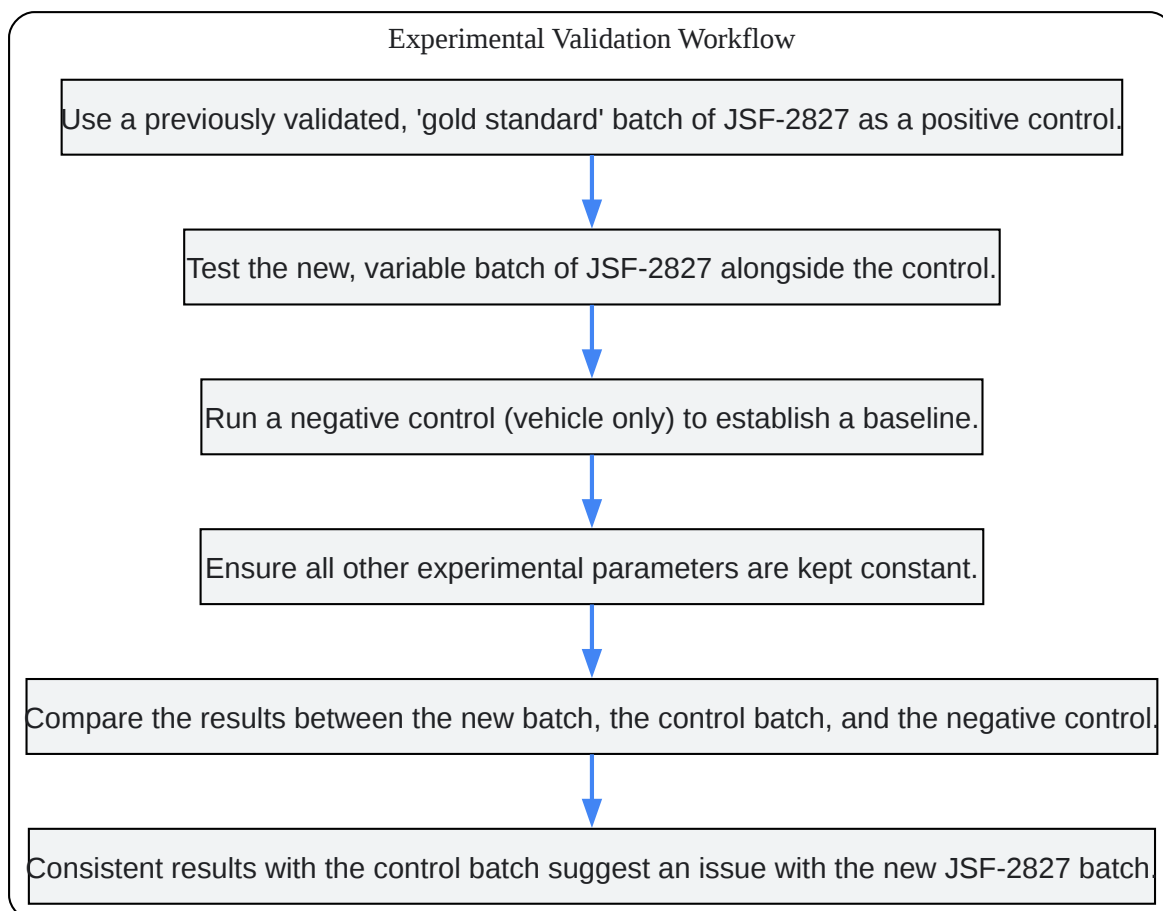 Experimental Validation Workflow
Use a previously validated, 'gold standard' batch of JSF-2827 as a positive control.
Test the new, variable batch of JSF-2827 alongside the control.
Run a negative control (vehicle only) to establish a baseline.
Ensure all other experimental parameters are kept constant.
Compare the results between the new batch, the control batch, and the negative control.
Consistent results with the control batch suggest an issue with the new JSF-2827 batch.